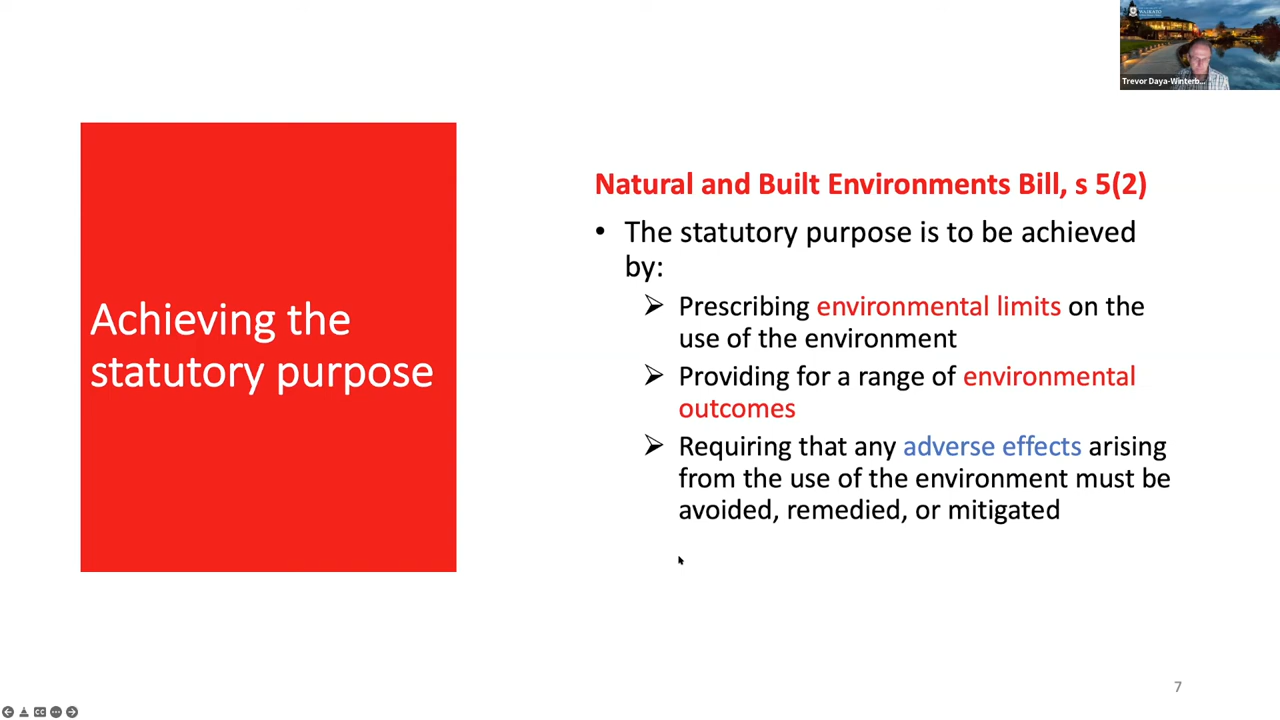 WAIKATO
Trevor Daya-Winterb...
Achieving the
statutory purpose
Natural and Built Environments Bill, s 5(2)
• The statutory purpose is to be achieved
by:
➢ Prescribing environmental limits on the
use of the environment
➢ Providing for a range of environmental
outcomes
➢ Requiring that any adverse effects arising
from the use of the environment must be
avoided, remedied, or mitigated
7
CC